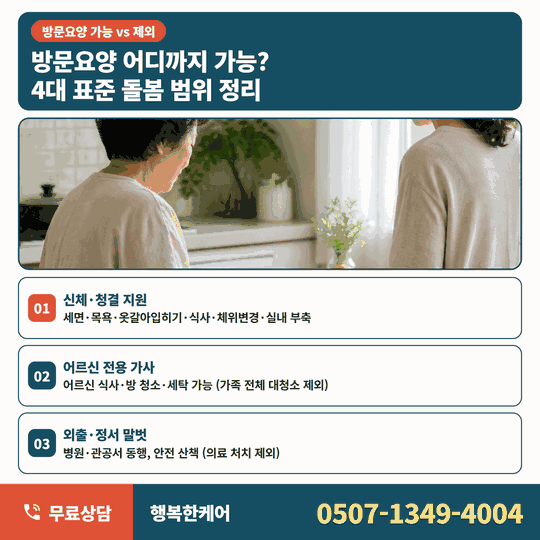 방문요양 가능 vs 제외
방문요양 어디까지 가능?
4대 표준 돌봄 범위 정리
01
신체·청결 지원
세면·목욕·옷갈아입히기·식사·체위변경·실내 부축
02
어르신 전용 가사
어르신 식사·방 청소·세탁 가능 (가족 전체 대청소 제외)
03
외출·정서 말벗
병원·관공서 동행, 안전 산책 (의료 처치 제외)
무료상담
행복한케어
0507-1349-4004